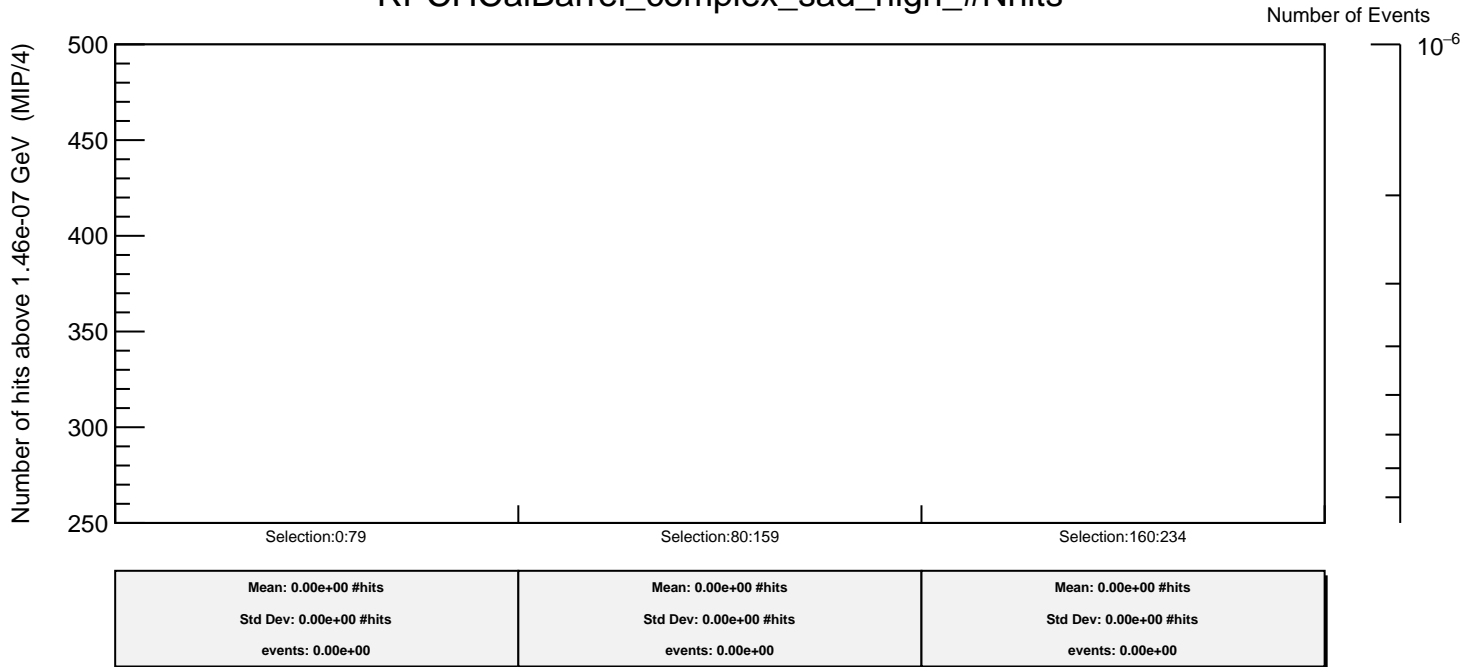 RPCHCalBarrel_complex_sad_high_#Nhits
Number of Events
Number of hits above 1.46e-07 GeV (MIP/4)
500
450
400
350
300
250
10⁻⁶
Selection:0:79
Selection:80:159
Selection:160:234
Mean: 0.00e+00 #hits
Std Dev: 0.00e+00 #hits
events: 0.00e+00
Mean: 0.00e+00 #hits
Std Dev: 0.00e+00 #hits
events: 0.00e+00
Mean: 0.00e+00 #hits
Std Dev: 0.00e+00 #hits
events: 0.00e+00